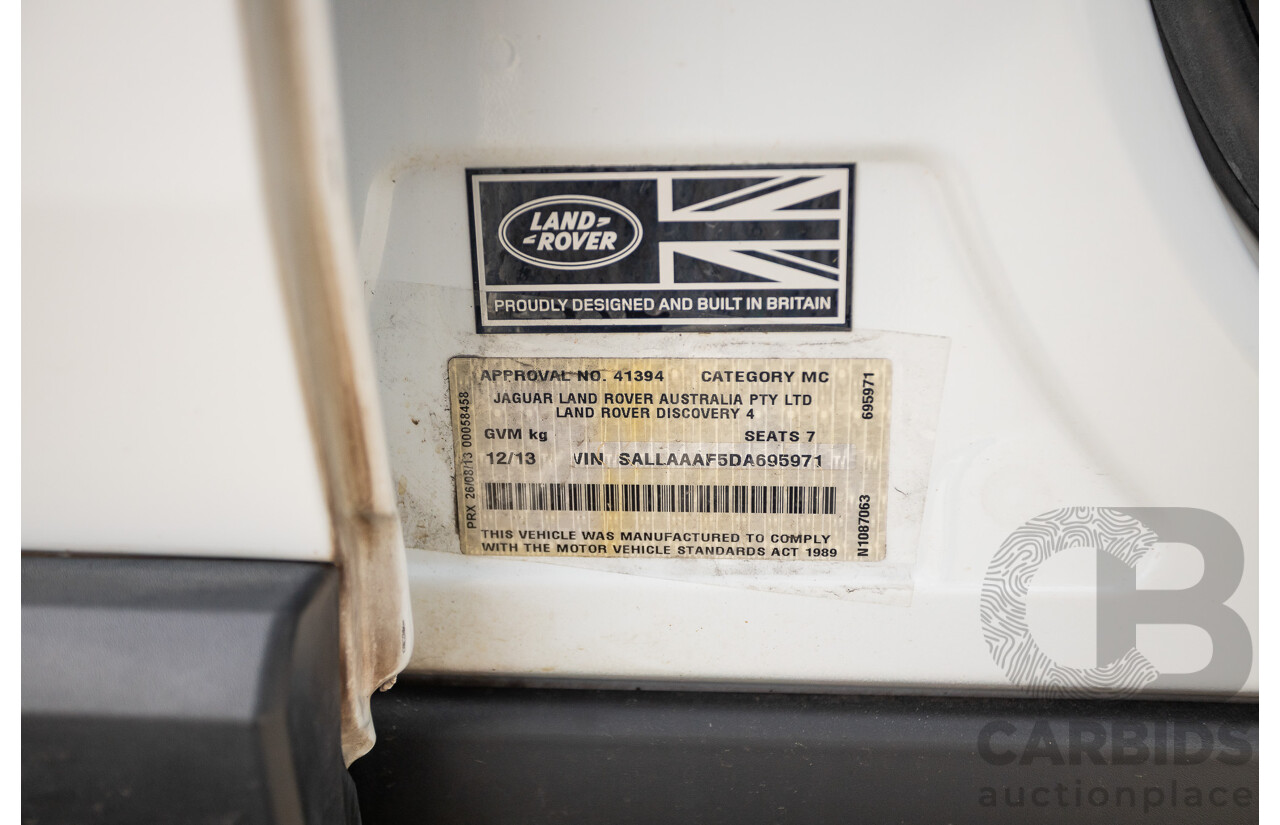 LAND
ROVER
PROUDLY DESIGNED AND BUILT IN BRITAIN
APPROVAL NO. 41394 CATEGORY MC
JAGUAR LAND ROVER AUSTRALIA PTY LTD
LAND ROVER DISCOVERY 4
GVM kg SEATS 7
12/13 VIN SALLAAAF5DA695971
THIS VEHICLE WAS MANUFACTURED TO COMPLY
WITH THE MOTOR VEHICLE STANDARDS ACT 1989
PRX 26/08/13 00058458
695971
N1087063
CB
CARBIDS
auctionplace